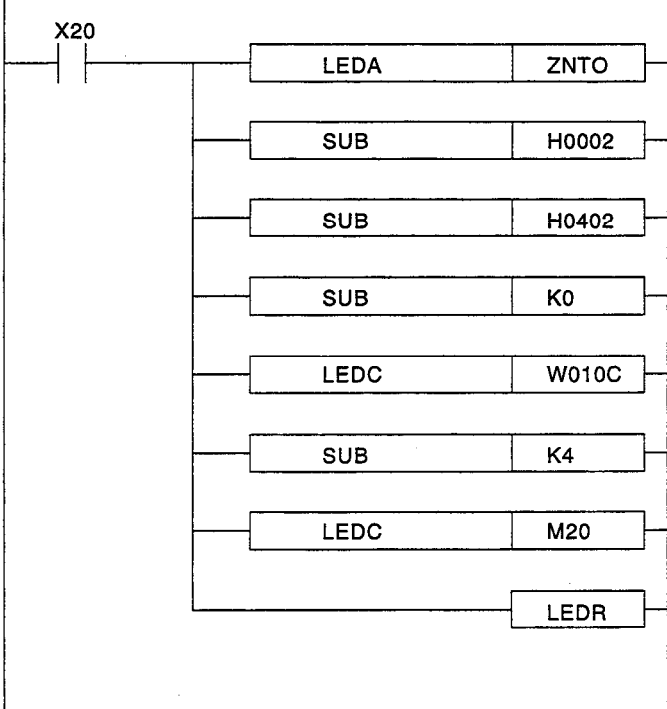 X20
LEDA ZNTO
SUB H0002
SUB H0402
SUB K0
LEDC W010C
SUB K4
LEDC M20
LEDR